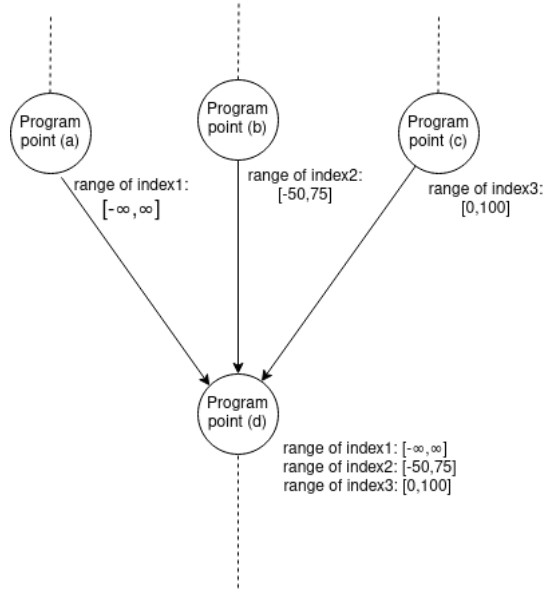 Program
point (a)
Program
point (b)
Program
point (c)
range of index1:
[-∞,∞]
range of index2:
[-50,75]
range of index3:
[0,100]
Program
point (d)
range of index1: [-∞,∞]
range of index2: [-50,75]
range of index3: [0,100]